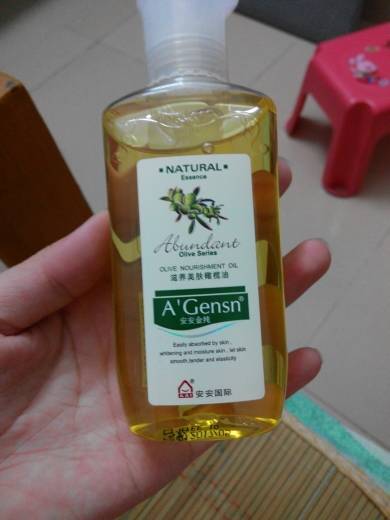 NATURAL
Essence
Abundant
Olive Series
OLIVE NOURISHMENT OIL
滋养美肤橄榄油
A'Gensn®
安安金纯
Easily absorbed by skin ,
whitening and moisture skin , let skin
smooth,tender and elasticity
安安国际